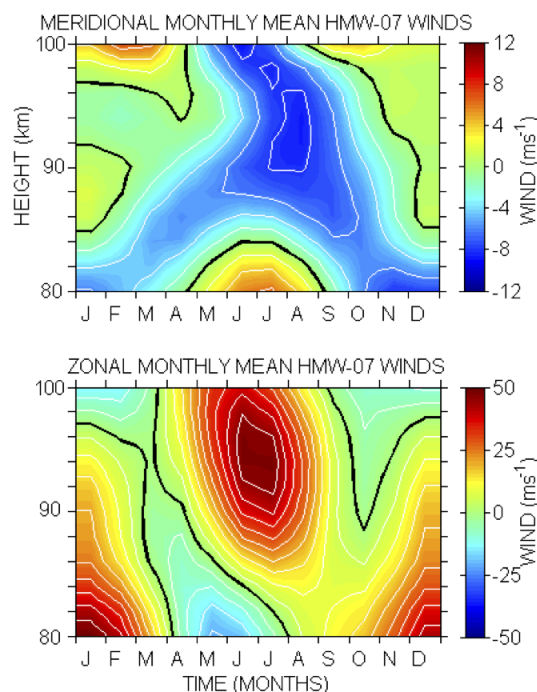 MERIDIONAL MONTHLY MEAN HMW-07 WINDS
100
90
80
HEIGHT (km)
J F M A M J J A S O N D
12
8
4
0
-4
-8
-12
WIND (ms-1)
ZONAL MONTHLY MEAN HMW-07 WINDS
100
90
80
J F M A M J J A S O N D
TIME (MONTHS)
50
25
0
-25
-50
WIND (ms-1)